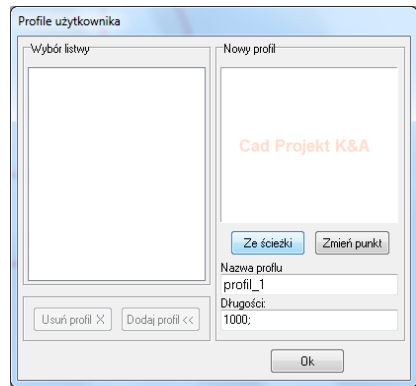 Profile użytkownika
Wybór listwy
Nowy profil
Cad Projekt K&A
Ze ścieżki
Zmień punkt
Nazwa proflu
profil_1
Długości:
1000;
Usuń profil X
Dodaj profil <<
Ok